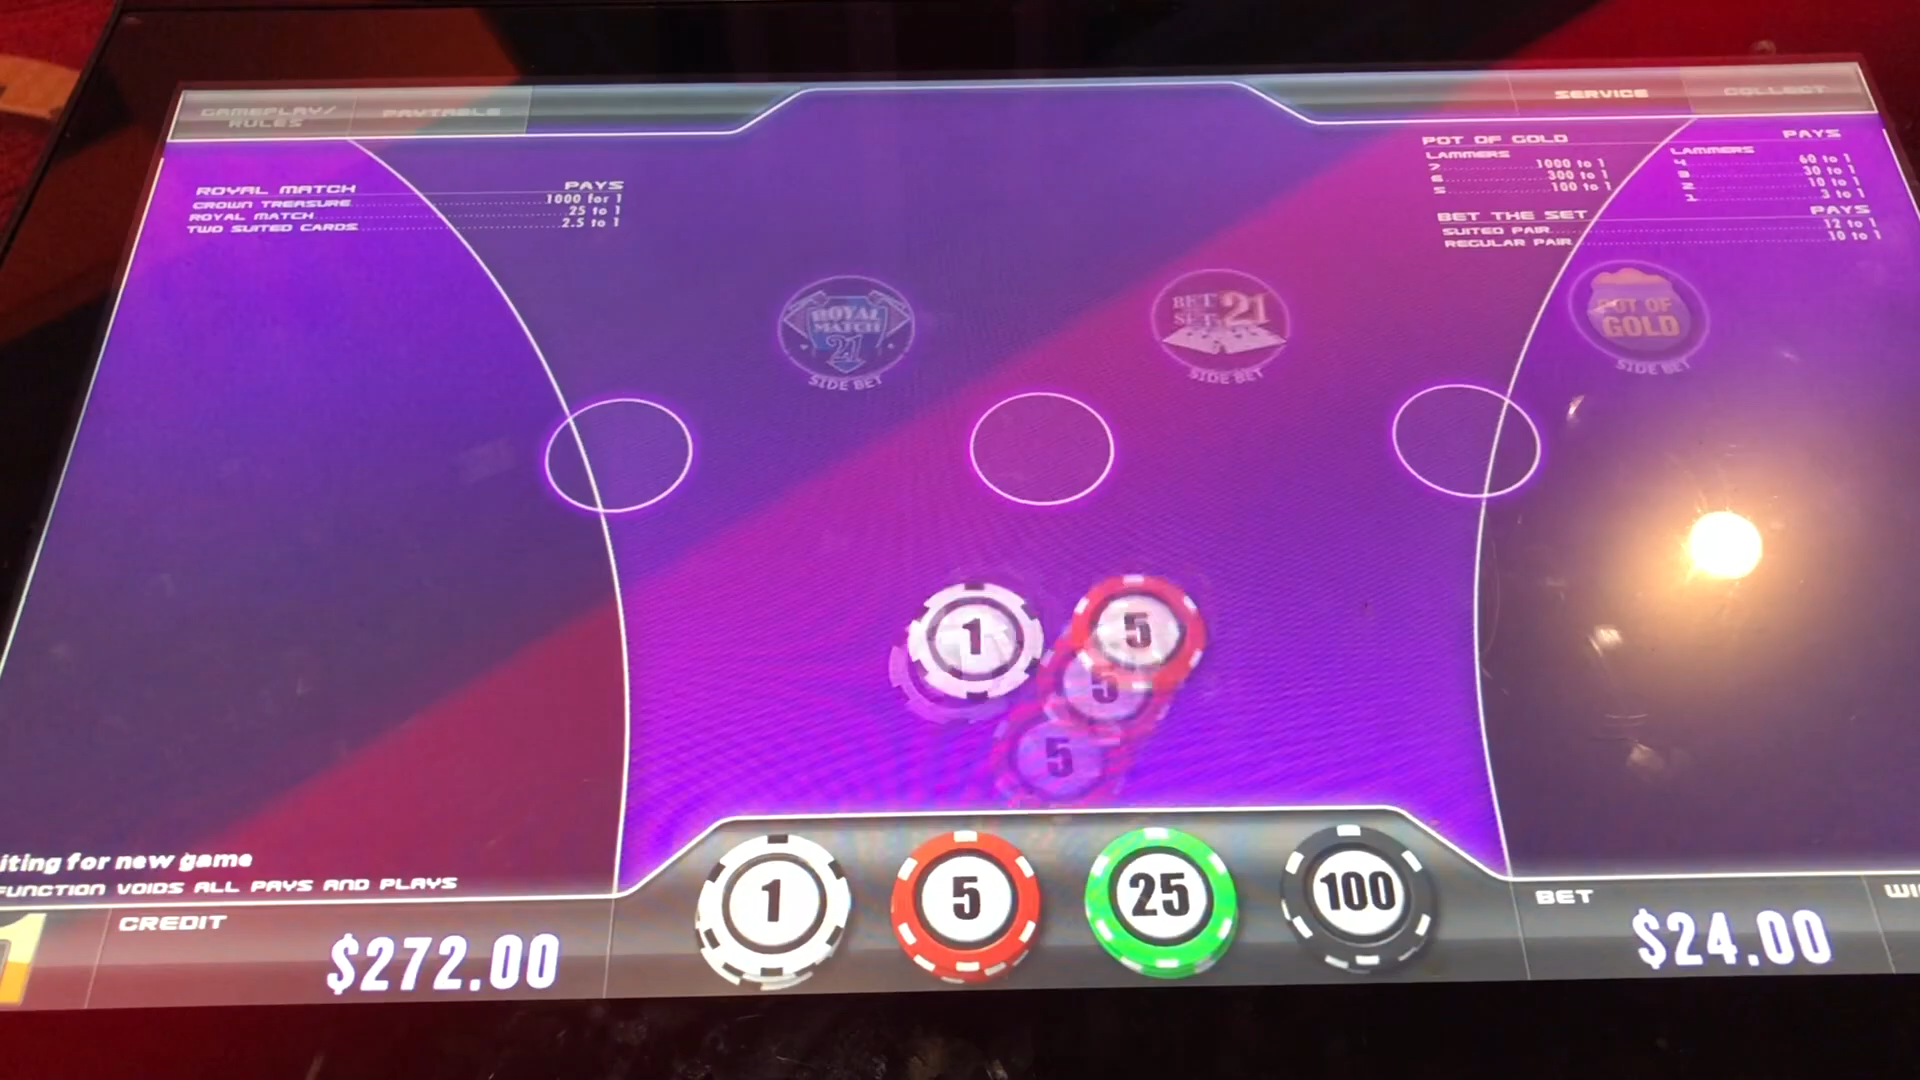 GAMEPLAY/
RULES
PAYTABLE
SERVICE
COLLECT
ROYAL MATCH PAYS
CROWN TREASURE 1000 for 1
ROYAL MATCH 25 to 1
TWO SUITED CARDS 2.5 to 1
POT OF GOLD PAYS
LAMMERS LAMMERS
7 1000 to 1 4 60 to 1
6 300 to 1 3 30 to 1
5 100 to 1 2 10 to 1
1 3 to 1
BET THE SET PAYS
SUITED PAIR 12 to 1
REGULAR PAIR 10 to 1
ROYAL
MATCH
21
SIDE BET
BET
SET 21
SIDE BET
POT OF
GOLD
SIDE BET
1
5
5
5
iting for new game
FUNCTION VOIDS ALL PAYS AND PLAYS
CREDIT
$272.00
1
5
25
100
BET
$24.00
WI